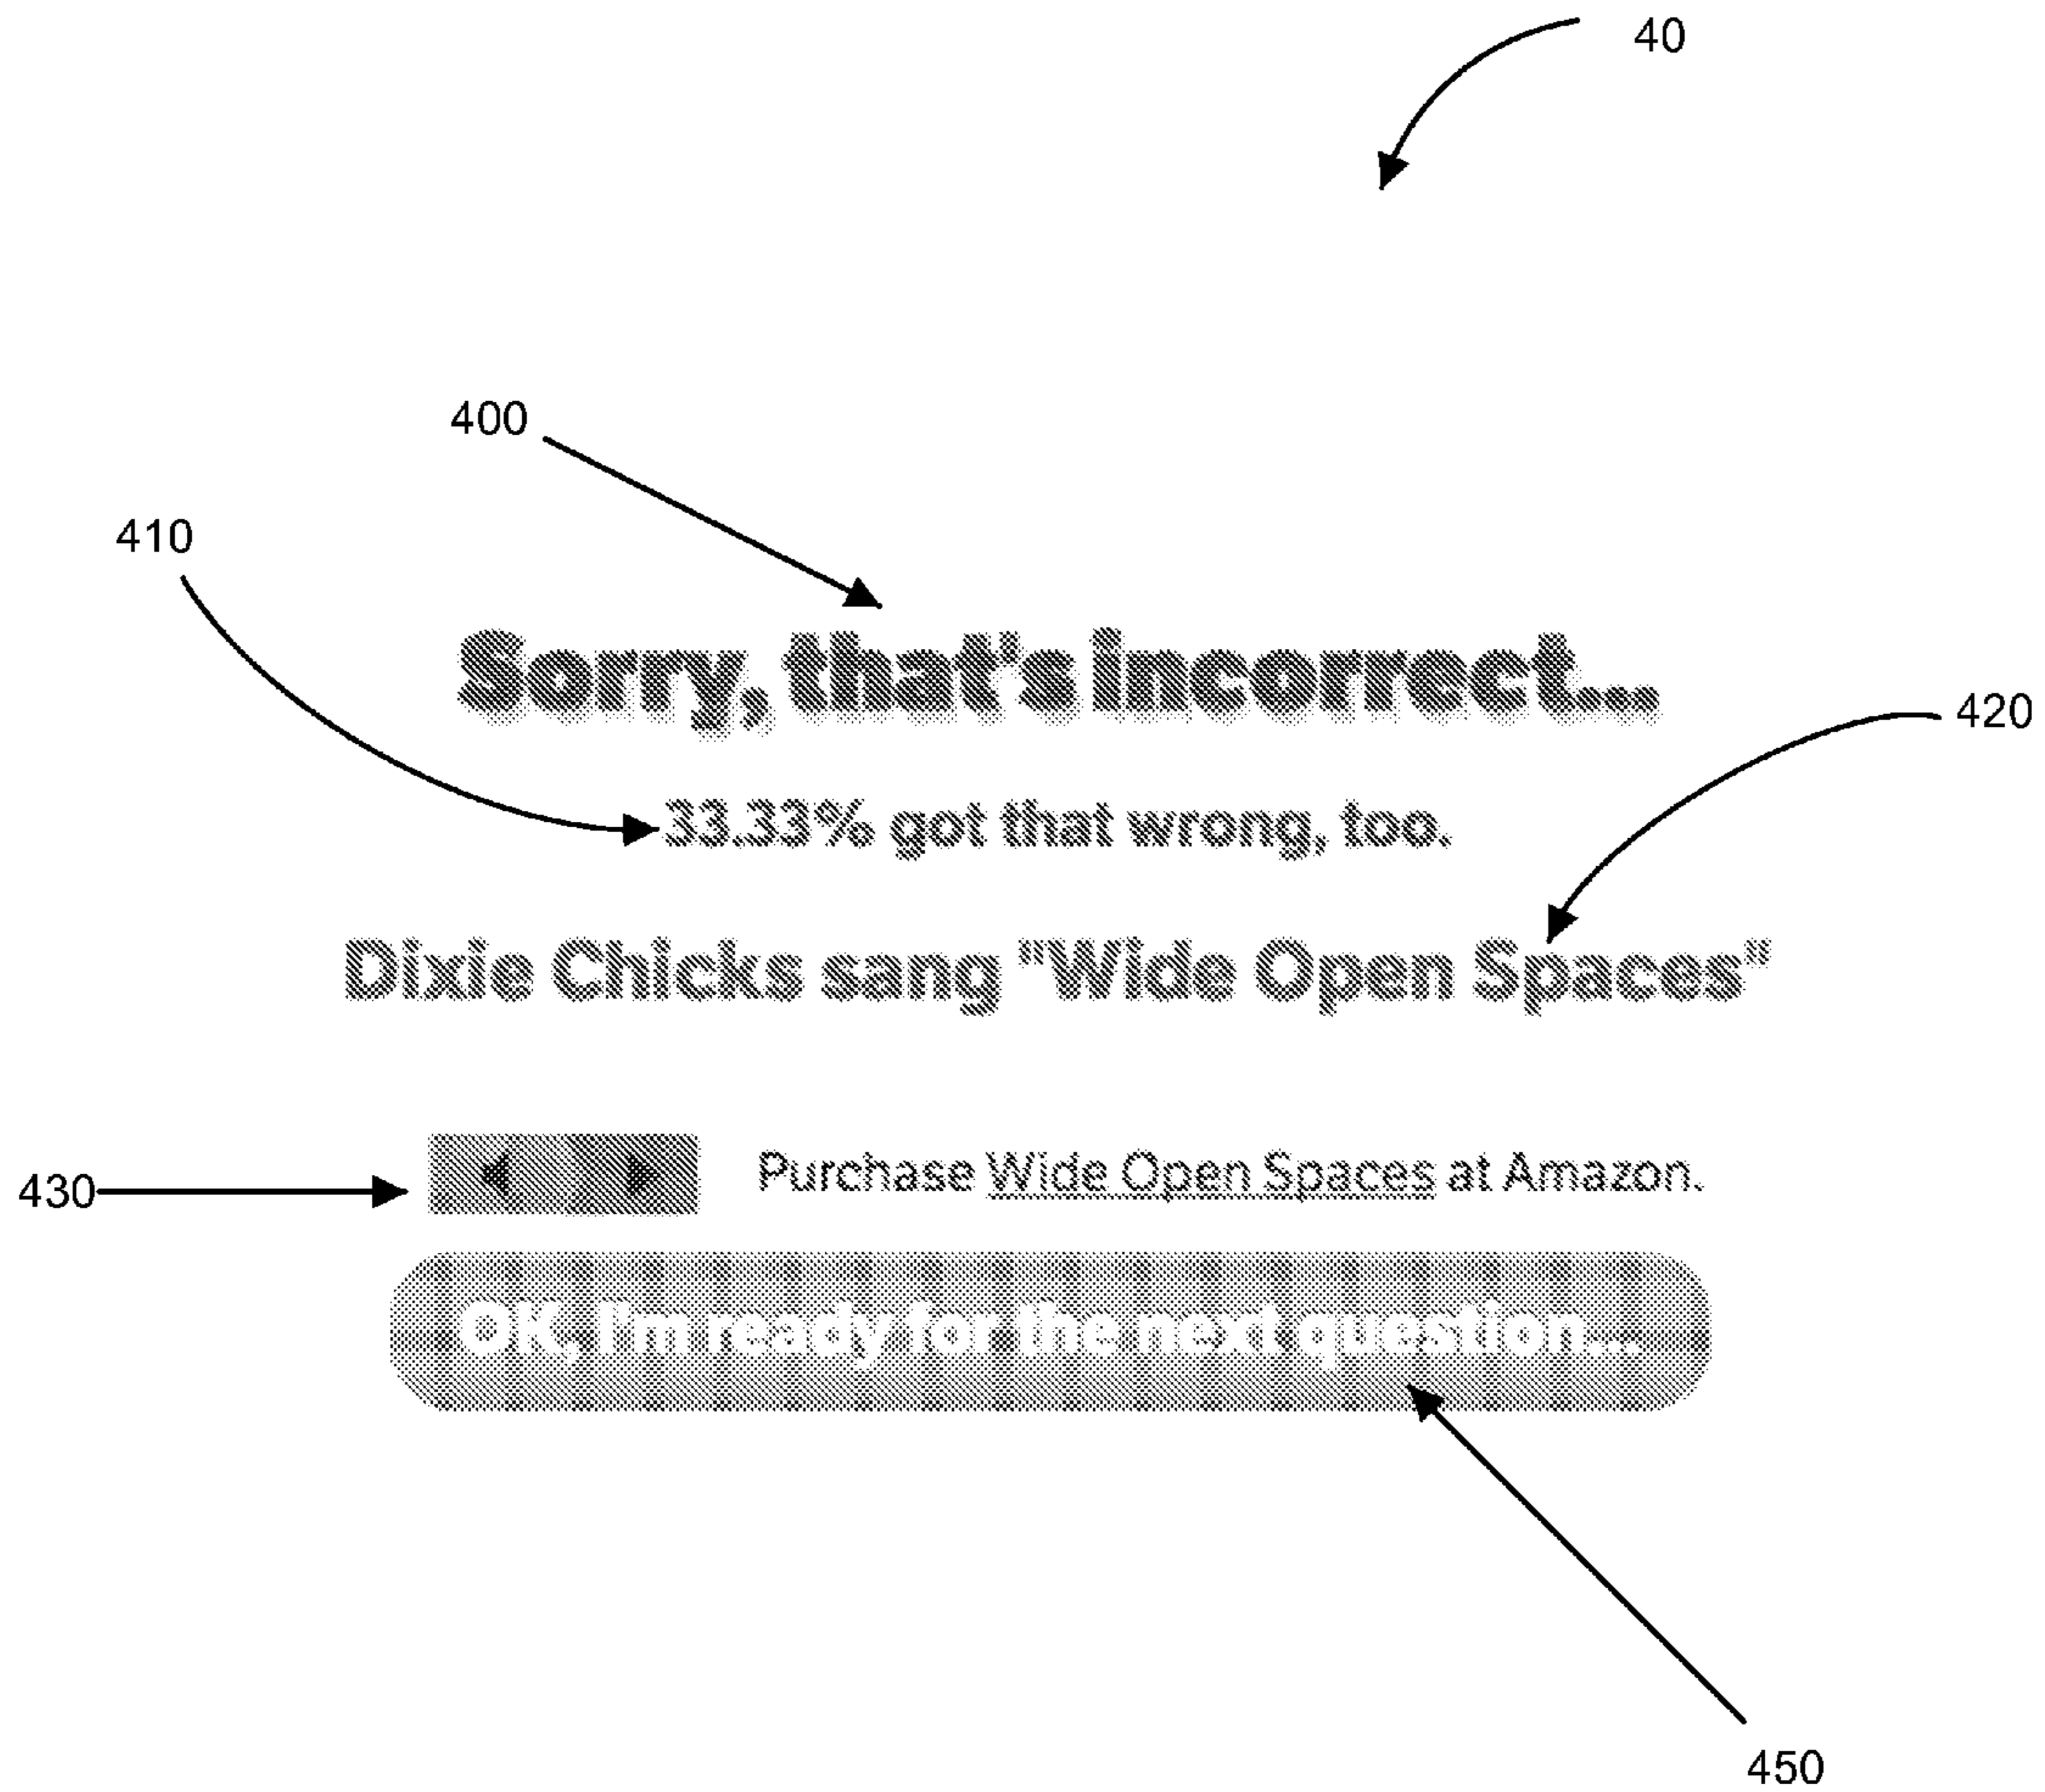 40
400
410
Sorry, that's incorrect...
420
33.33% got that wrong, too.
Dixie Chicks sang "Wide Open Spaces"
430
Purchase Wide Open Spaces at Amazon.
OK, I'm ready for the next question...
450